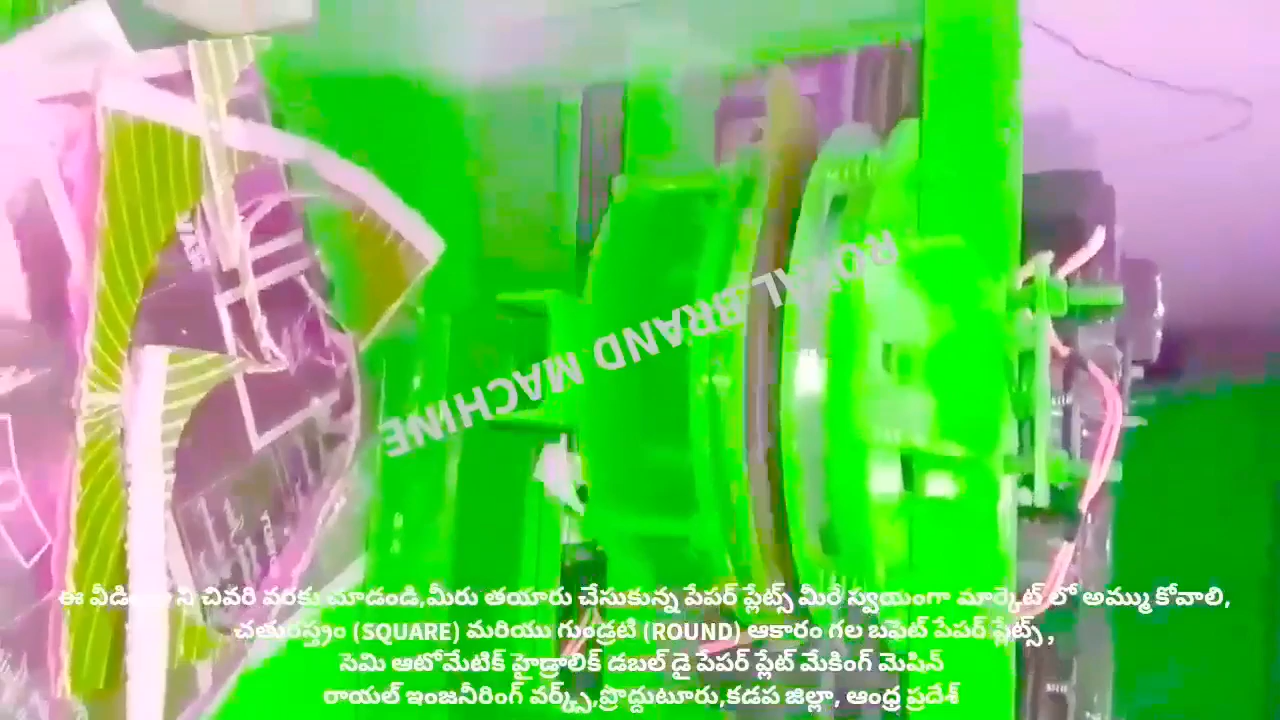 ROYAL BRAND MACHINE
ఈ వీడియో ని చివరి వరకు చూడండి,మీరు తయారు చేసుకున్న పేపర్ ప్లేట్స్ మీరే స్వయంగా మార్కెట్ లో అమ్ము కోవాలి,
చతురస్త్రం (SQUARE) మరియు గుండ్రటి (ROUND) ఆకారం గల బఫెట్ పేపర్ ప్లేట్స్ ,
సెమి ఆటోమేటిక్ హైడ్రాలిక్ డబల్ డై పేపర్ ప్లేట్ మేకింగ్ మెషిన్
రాయల్ ఇంజనీరింగ్ వర్క్స్,ప్రొద్దుటూరు,కడప జిల్లా, ఆంధ్ర ప్రదేశ్